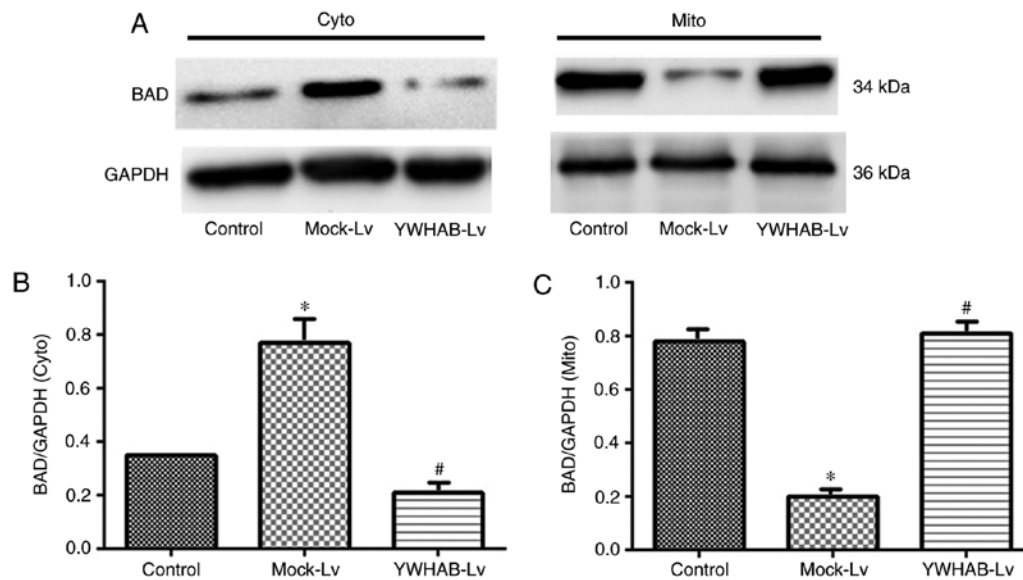 A
Cyto
Mito
BAD
34 kDa
GAPDH
36 kDa
Control Mock-Lv YWHAB-Lv
Control Mock-Lv YWHAB-Lv
B
BAD/GAPDH (Cyto)
1.0
0.8
0.6
0.4
0.2
0.0
*
#
Control Mock-Lv YWHAB-Lv
C
BAD/GAPDH (Mito)
1.0
0.8
0.6
0.4
0.2
0.0
*
#
Control Mock-Lv YWHAB-Lv